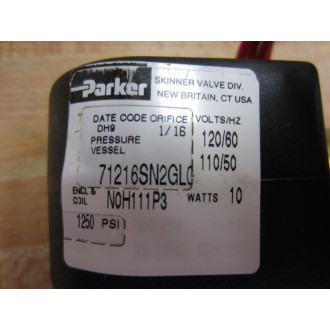 Parker
SKINNER VALVE DIV.
NEW BRITAIN, CT USA
DATE CODE ORIFICE VOLTS/HZ
DH9 1/16 120/60
PRESSURE VESSEL 110/50
71216SN2GL0
ENCL & COIL N0H111P3 WATTS 10
1250 PSI